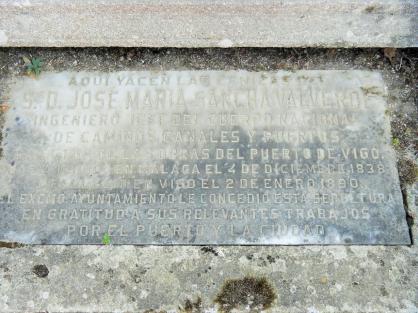 AQUI YACEN LAS
S. D. JOSE MARIA SANCHA VALVERDE
INGENIERO JEFE DEL CUERPO NACIONAL
DE CAMINOS CANALES Y PUERTOS
OBRAS DEL PUERTO DE VIGO.
EN MALAGA EL 4 DE DICIEMBRE 1838
EN VIGO EL 2 DE ENERO 1890.
EL EXCMO. AYUNTAMIENTO LE CONCEDIO ESTA SEPULTURA
EN GRATITUD A SUS RELEVANTES TRABAJOS
POR EL PUERTO Y LA CIUDAD